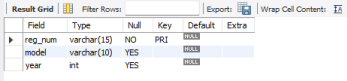 Result Grid Filter Rows: Export: Wrap Cell Content: IA
Field Type Null Key Default Extra
reg_num varchar(15) NO PRI NULL
model varchar(10) YES NULL
year int YES NULL